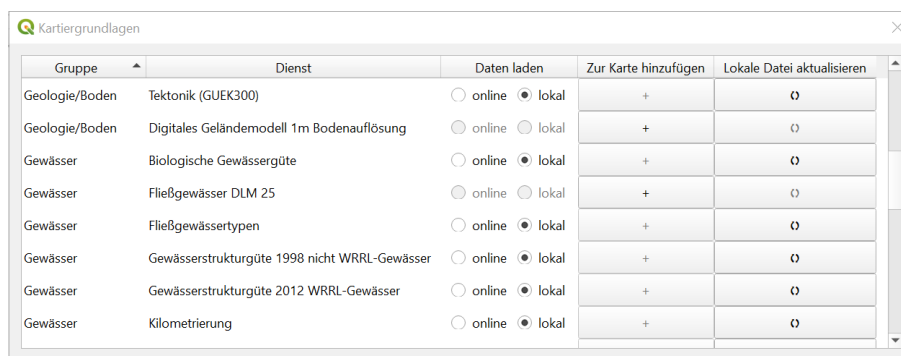 Kartiergrundlagen
Gruppe Dienst Daten laden Zur Karte hinzufügen Lokale Datei aktualisieren
Geologie/Boden Tektonik (GUEK300) online lokal +
Geologie/Boden Digitales Geländemodell 1m Bodenauflösung online lokal +
Gewässer Biologische Gewässergüte online lokal +
Gewässer Fließgewässer DLM 25 online lokal +
Gewässer Fließgewässertypen online lokal +
Gewässer Gewässerstrukturgüte 1998 nicht WRRL-Gewässer online lokal +
Gewässer Gewässerstrukturgüte 2012 WRRL-Gewässer online lokal +
Gewässer Kilometrierung online lokal +